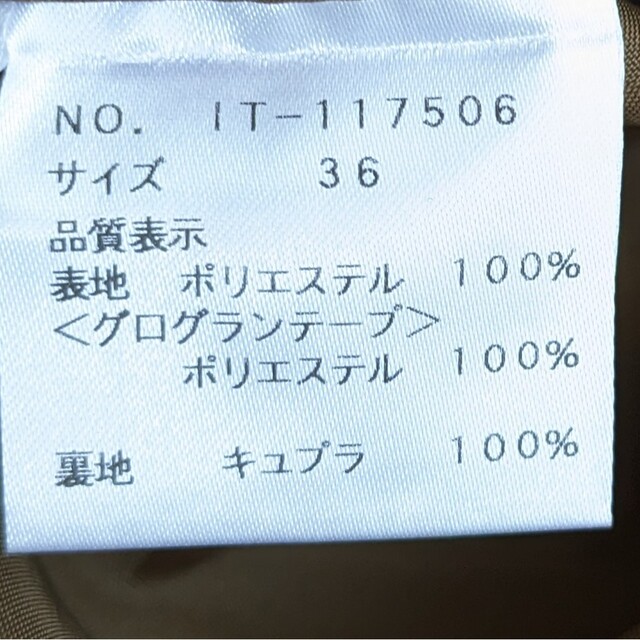 NO. IT-117506
サイズ 36
品質表示
表地 ポリエステル 100%
<グログランテープ>
ポリエステル 100%
裏地 キュプラ 100%